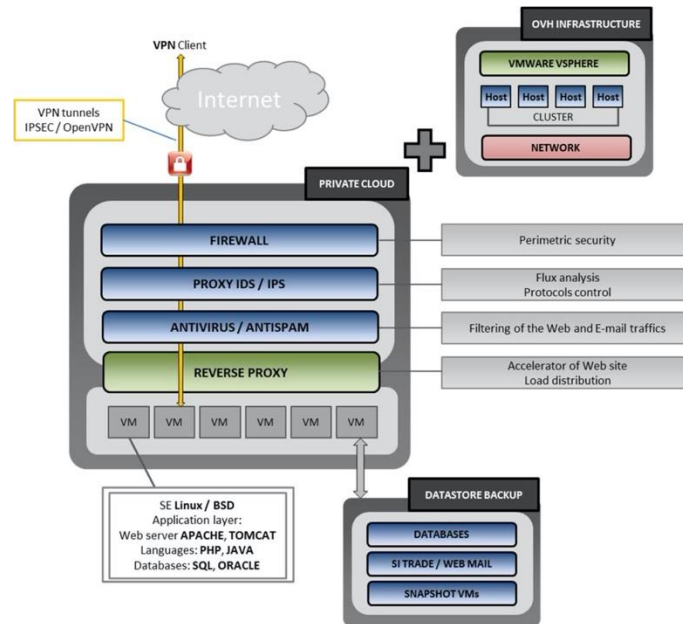 OVH INFRASTRUCTURE
VMWARE VSPHERE
Host Host Host Host
CLUSTER
NETWORK
VPN Client
Internet
VPN tunnels
IPSEC / OpenVPN
PRIVATE CLOUD
FIREWALL
Perimetric security
PROXY IDS / IPS
Flux analysis
Protocols control
ANTIVIRUS / ANTISPAM
Filtering of the Web and E-mail traffics
REVERSE PROXY
Accelerator of Web site
Load distribution
VM VM VM VM VM VM
SE Linux / BSD
Application layer:
Web server APACHE, TOMCAT
Languages: PHP, JAVA
Databases: SQL, ORACLE
DATASTORE BACKUP
DATABASES
SI TRADE / WEB MAIL
SNAPSHOT VMs